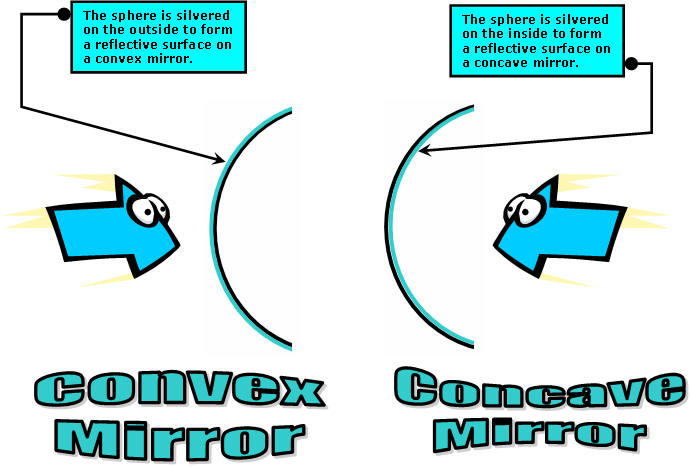 The sphere is silvered
on the outside to form
a reflective surface on
a convex mirror.
The sphere is silvered
on the inside to form
a reflective surface on
a concave mirror.
Convex
Mirror
Concave
Mirror